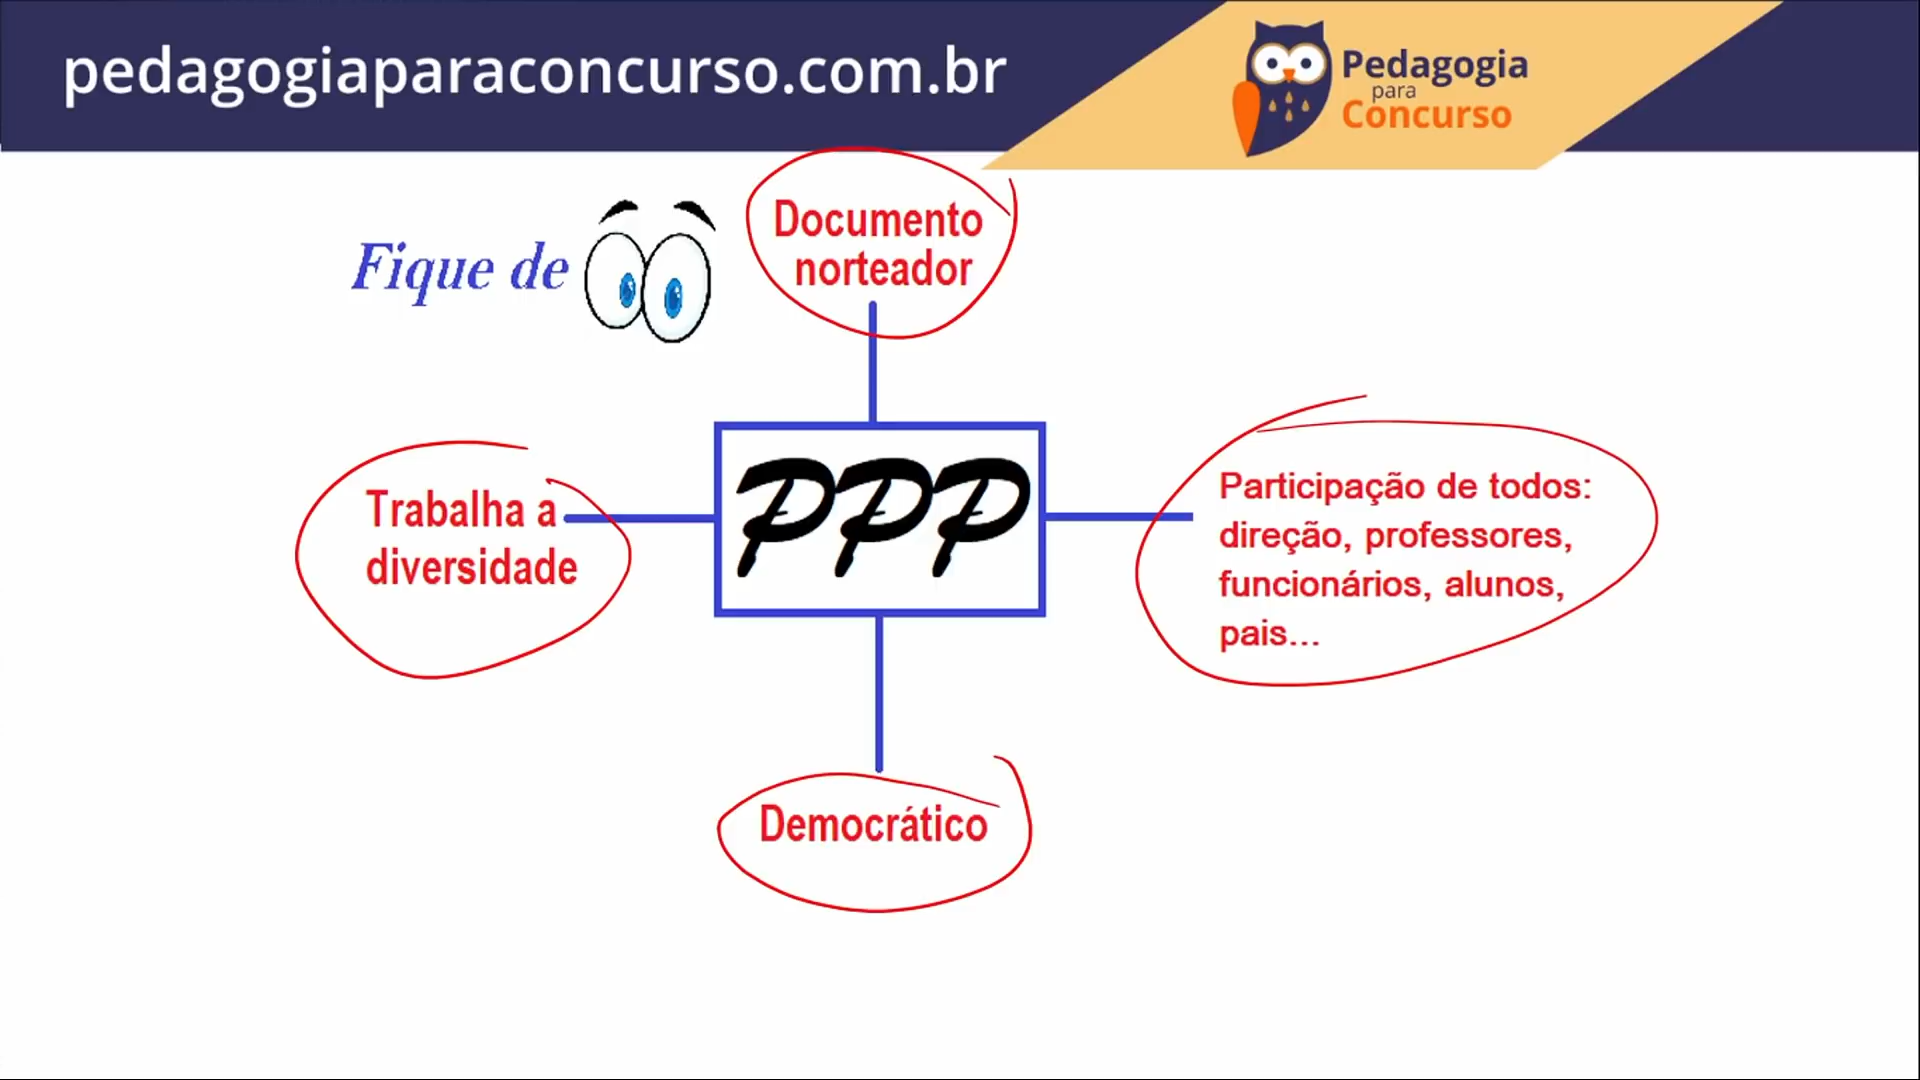 pedagogiaparaconcurso.com.br
Pedagogia
para
Concurso
Fique de
Documento
norteador
Trabalha a
diversidade
PPP
Participação de todos:
direção, professores,
funcionários, alunos,
pais...
Democrático